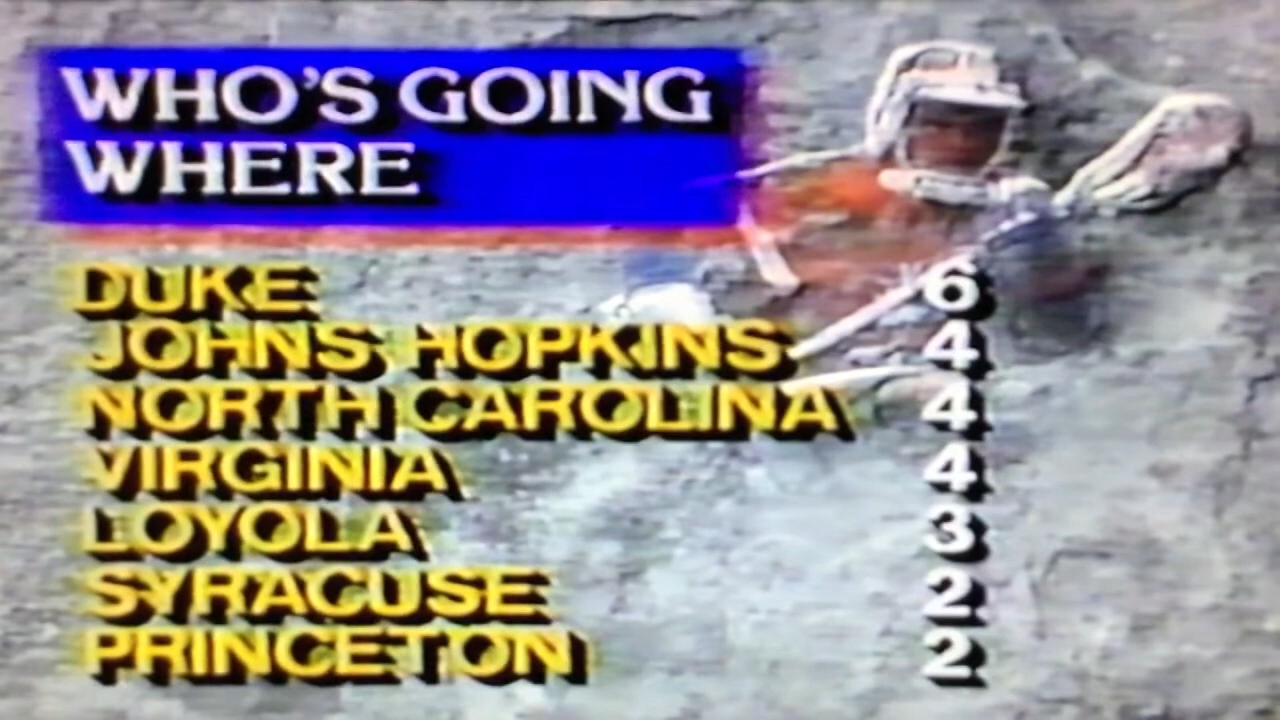 WHO'S GOING
WHERE
DUKE 6
JOHNS HOPKINS 4
NORTH CAROLINA 4
VIRGINIA 4
LOYOLA 3
SYRACUSE 2
PRINCETON 2